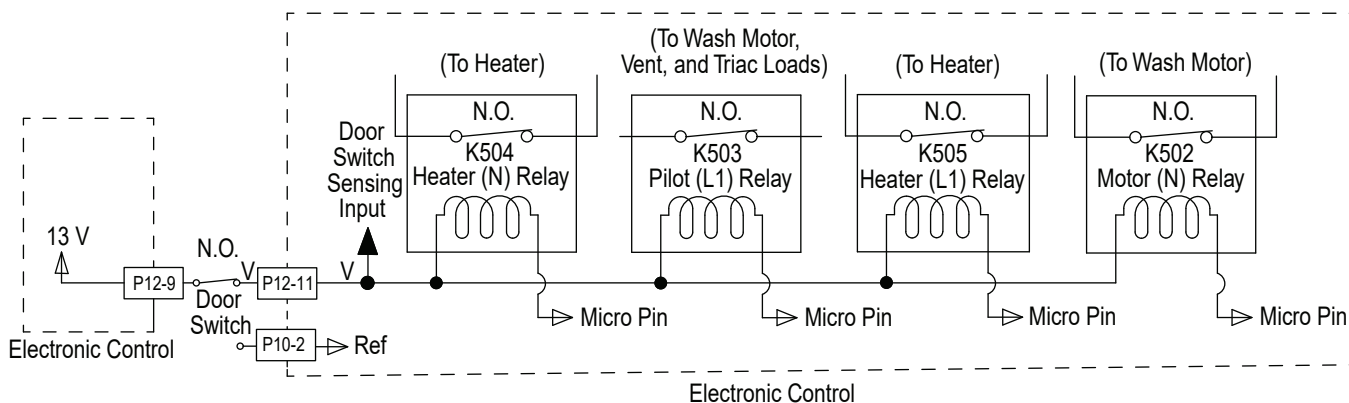 (To Heater)
(To Wash Motor,
Vent, and Triac Loads)
(To Heater)
(To Wash Motor)
N.O.
K504
Heater (N) Relay
N.O.
K503
Pilot (L1) Relay
N.O.
K505
Heater (L1) Relay
N.O.
K502
Motor (N) Relay
Door
Switch
Sensing
Input
13 V
P12-9
N.O.
V
Door
Switch
P12-11
V
P10-2
Ref
Micro Pin
Micro Pin
Micro Pin
Micro Pin
Electronic Control
Electronic Control